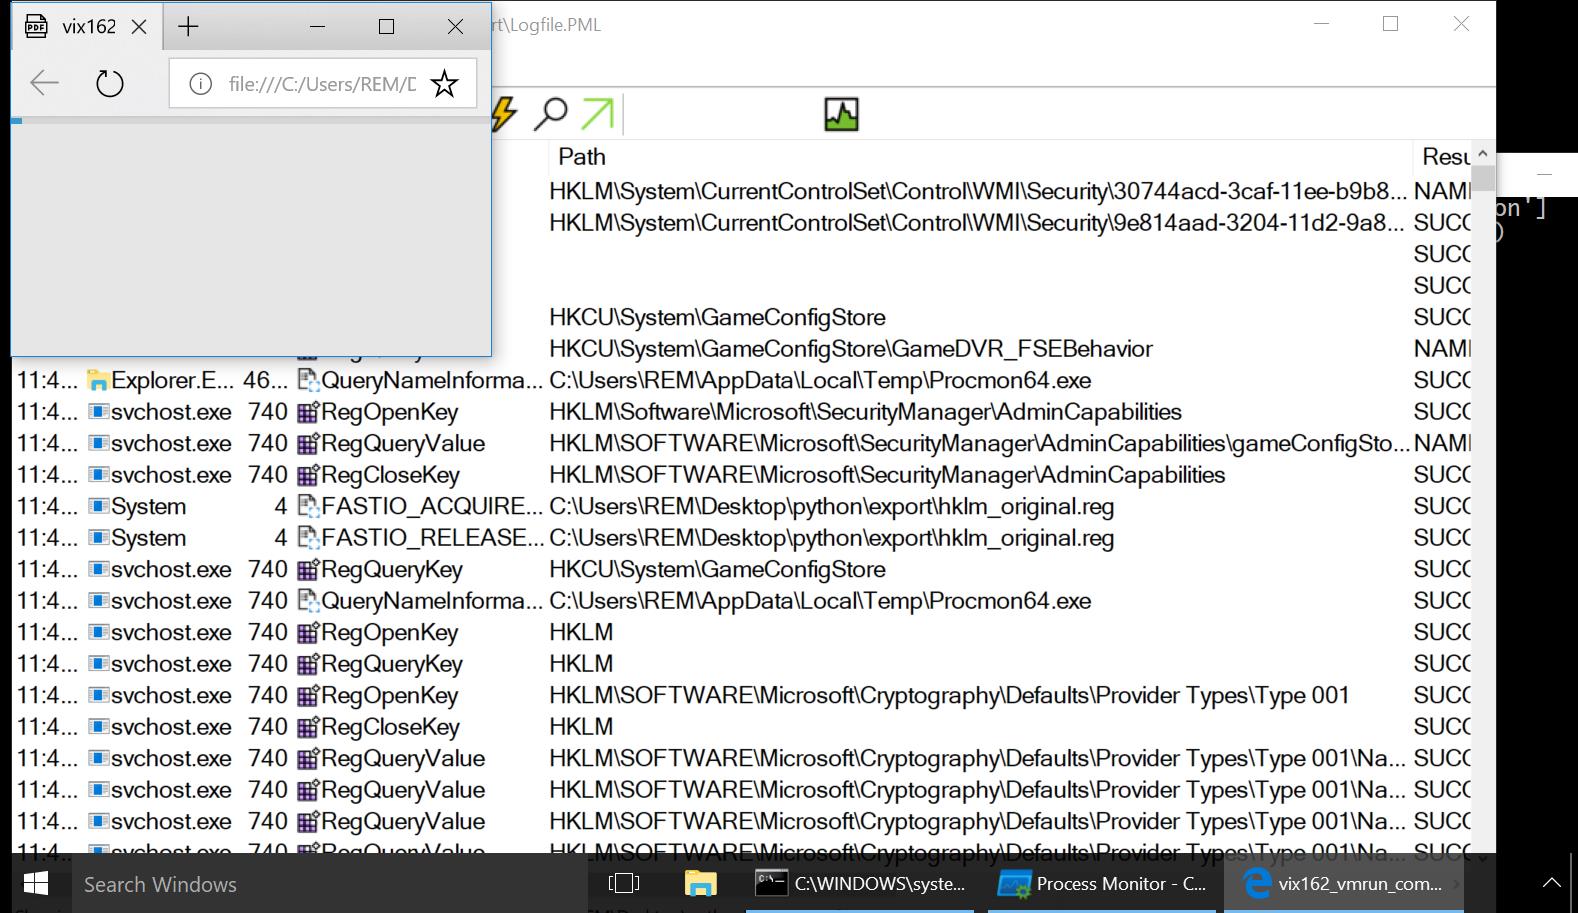 vix162
rt\Logfile.PML
file:///C:/Users/REM/D
Path Resu
HKLM\System\CurrentControlSet\Control\WMI\Security\30744acd-3caf-11ee-b9b8... NAMI
HKLM\System\CurrentControlSet\Control\WMI\Security\9e814aad-3204-11d2-9a8... SUCC
on']
SUCC
SUCC
HKCU\System\GameConfigStore SUCC
HKCU\System\GameConfigStore\GameDVR_FSEBehavior NAMI
11:4... Explorer.E... 46... QueryNameInforma... C:\Users\REM\AppData\Local\Temp\Procmon64.exe SUCC
11:4... svchost.exe 740 RegOpenKey HKLM\Software\Microsoft\SecurityManager\AdminCapabilities SUCC
11:4... svchost.exe 740 RegQueryValue HKLM\SOFTWARE\Microsoft\SecurityManager\AdminCapabilities\gameConfigSto... NAMI
11:4... svchost.exe 740 RegCloseKey HKLM\SOFTWARE\Microsoft\SecurityManager\AdminCapabilities SUCC
11:4... System 4 FASTIO_ACQUIRE... C:\Users\REM\Desktop\python\export\hklm_original.reg SUCC
11:4... System 4 FASTIO_RELEASE... C:\Users\REM\Desktop\python\export\hklm_original.reg SUCC
11:4... svchost.exe 740 RegQueryKey HKCU\System\GameConfigStore SUCC
11:4... svchost.exe 740 QueryNameInforma... C:\Users\REM\AppData\Local\Temp\Procmon64.exe SUCC
11:4... svchost.exe 740 RegOpenKey HKLM SUCC
11:4... svchost.exe 740 RegQueryKey HKLM SUCC
11:4... svchost.exe 740 RegOpenKey HKLM\SOFTWARE\Microsoft\Cryptography\Defaults\Provider Types\Type 001 SUCC
11:4... svchost.exe 740 RegCloseKey HKLM SUCC
11:4... svchost.exe 740 RegQueryValue HKLM\SOFTWARE\Microsoft\Cryptography\Defaults\Provider Types\Type 001\Na... SUCC
11:4... svchost.exe 740 RegQueryValue HKLM\SOFTWARE\Microsoft\Cryptography\Defaults\Provider Types\Type 001\Na... SUCC
11:4... svchost.exe 740 RegQueryValue HKLM\SOFTWARE\Microsoft\Cryptography\Defaults\Provider Types\Type 001\Na... SUCC
11:4... svchost.exe 740 RegQueryValue HKLM\SOFTWARE\Microsoft\Cryptography\Defaults\Provider Types\Type 001\Na... SUCC
Search Windows C:\WINDOWS\syste... Process Monitor - C... vix162_vmrun_com...